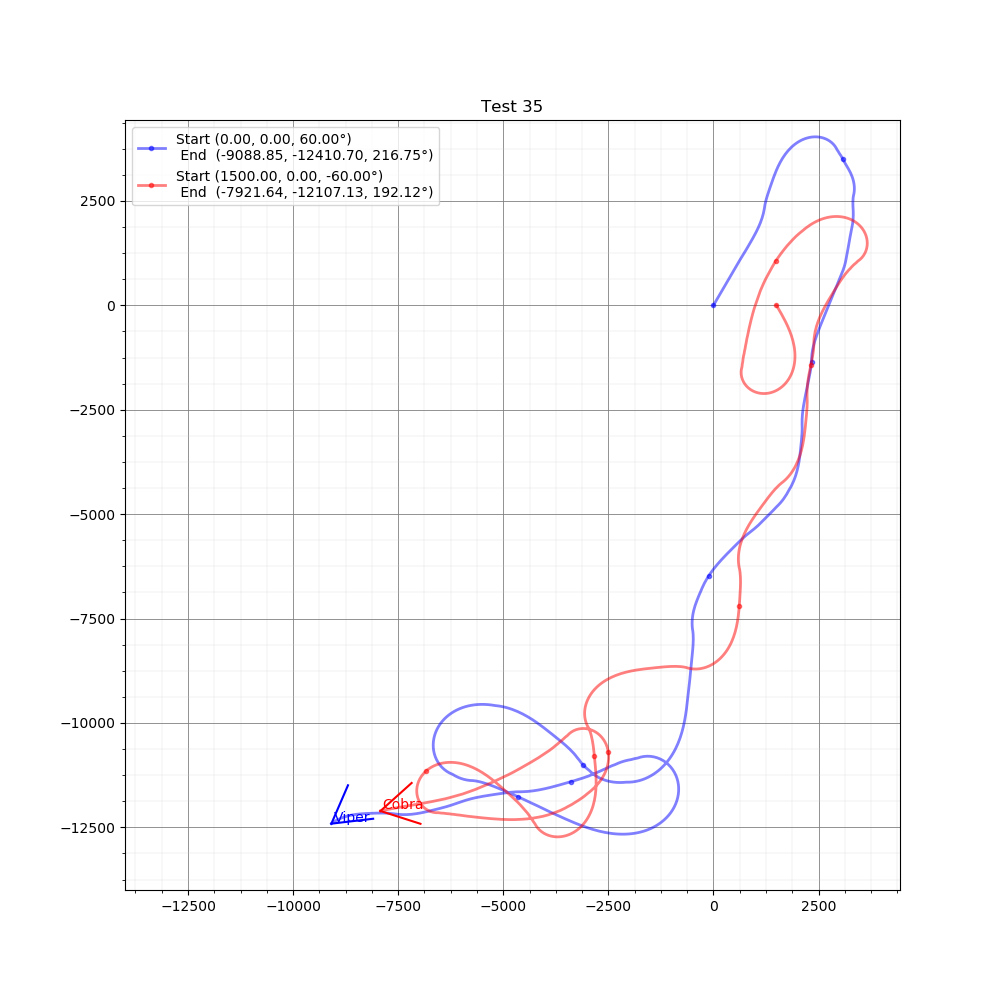 Test 35
Start (0.00, 0.00, 60.00°)
End (-9088.85, -12410.70, 216.75°)
Start (1500.00, 0.00, -60.00°)
End (-7921.64, -12107.13, 192.12°)
2500
0
−2500
−5000
−7500
−10000
−12500
Cobra
Viper
−12500
−10000
−7500
−5000
−2500
0
2500